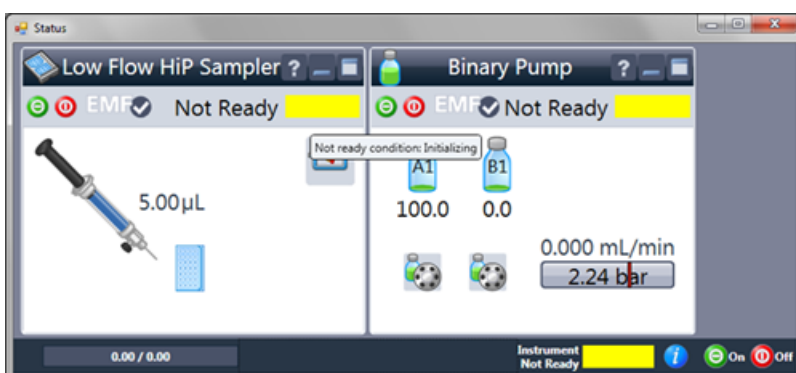 Status
Low Flow HiP Sampler ?
Binary Pump ?
EMF Not Ready
EMF Not Ready
Not ready condition: Initializing
A1 B1
5.00µL
100.0 0.0
0.000 mL/min
2.24 bar
0.00 / 0.00
Instrument
Not Ready
i
On Off